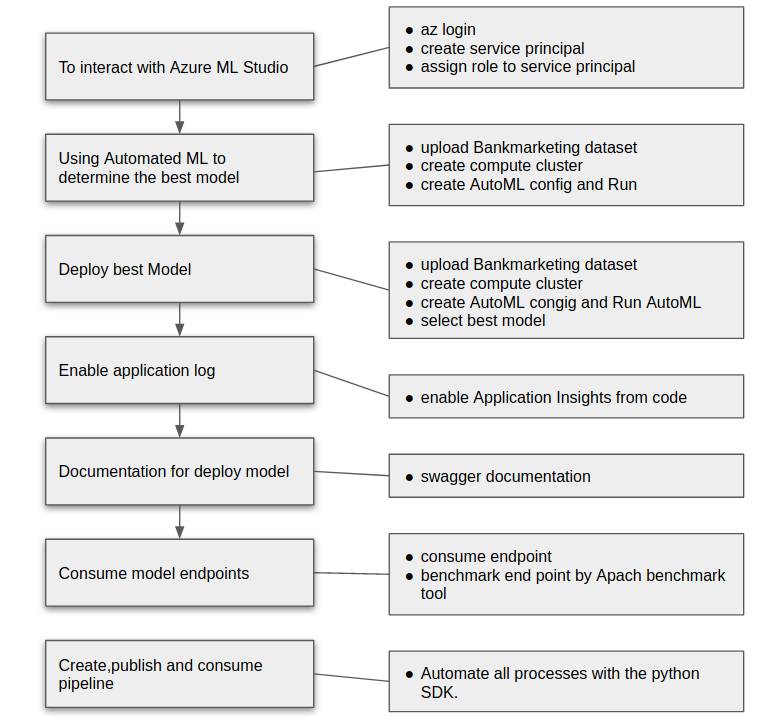 To interact with Azure ML Studio
● az login
● create service principal
● assign role to service principal
Using Automated ML to
determine the best model
● upload Bankmarketing dataset
● create compute cluster
● create AutoML config and Run
Deploy best Model
● upload Bankmarketing dataset
● create compute cluster
● create AutoML congig and Run AutoML
● select best model
Enable application log
● enable Application Insights from code
Documentation for deploy model
● swagger documentation
Consume model endpoints
● consume endpoint
● benchmark end point by Apach benchmark
tool
Create,publish and consume
pipeline
● Automate all processes with the python
SDK.